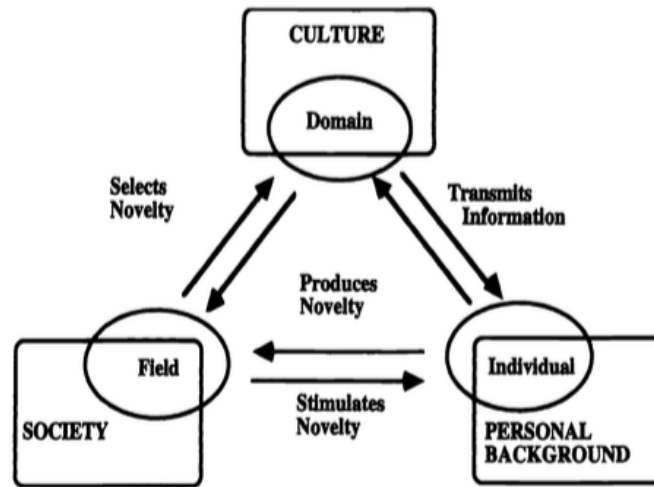 CULTURE
Domain
Selects
Novelty
Transmits
Information
Produces
Novelty
Field
Individual
Stimulates
Novelty
SOCIETY
PERSONAL
BACKGROUND